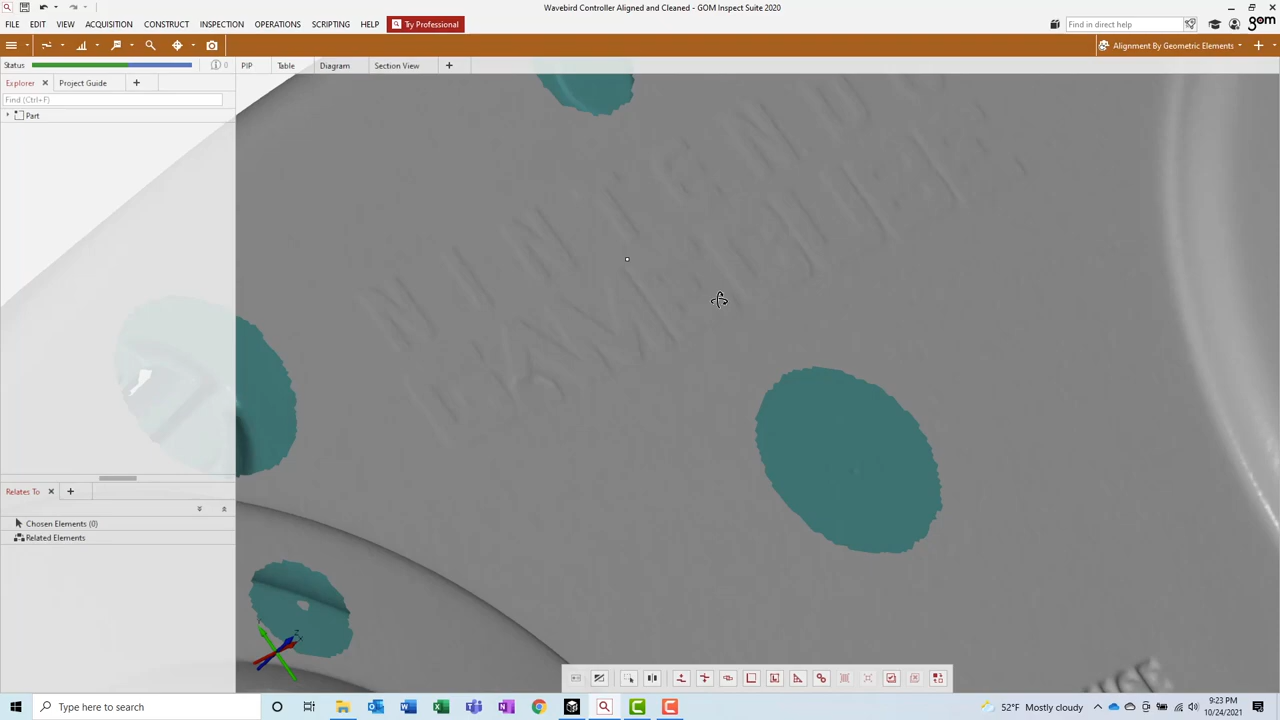 Wavebird Controller Aligned and Cleaned - GOM Inspect Suite 2020
FILE EDIT VIEW ACQUISITION CONSTRUCT INSPECTION OPERATIONS SCRIPTING HELP Try Professional Find in direct help gom
Alignment By Geometric Elements
Status 0 PIP Table Diagram Section View
Explorer Project Guide
Find (Ctrl+F)
Part
Relates To
Chosen Elements (0)
Related Elements
Type here to search 52°F Mostly cloudy 9:23 PM
10/24/2021